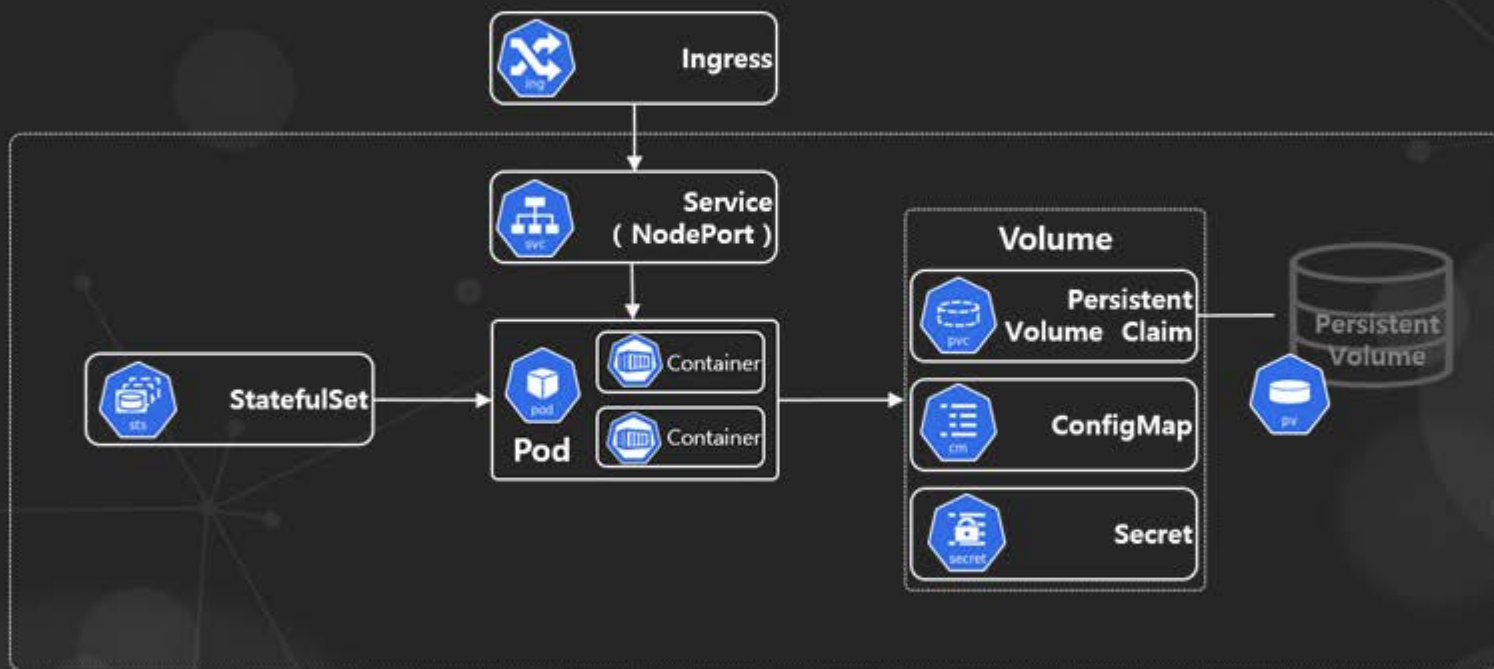 ing
Ingress
svc
Service
( NodePort )
sts
StatefulSet
pod
Pod
Container
Container
Volume
pvc
Persistent
Volume Claim
cm
ConfigMap
secret
Secret
Persistent
Volume
pv